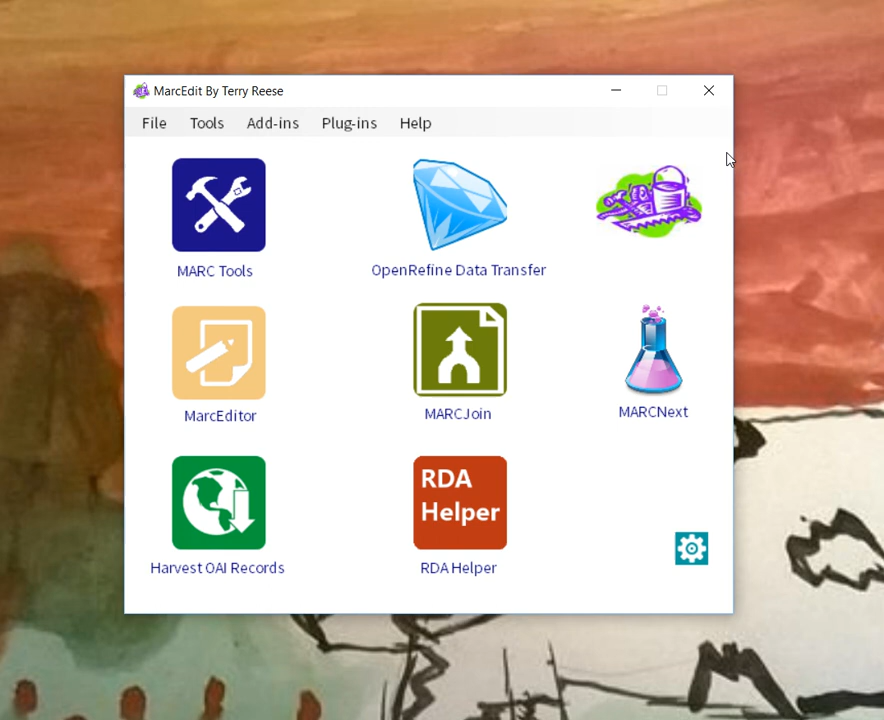 MarcEdit By Terry Reese
File Tools Add-ins Plug-ins Help
MARC Tools
OpenRefine Data Transfer
MarcEditor
MARCJoin
MARCNext
RDA
Helper
Harvest OAI Records
RDA Helper